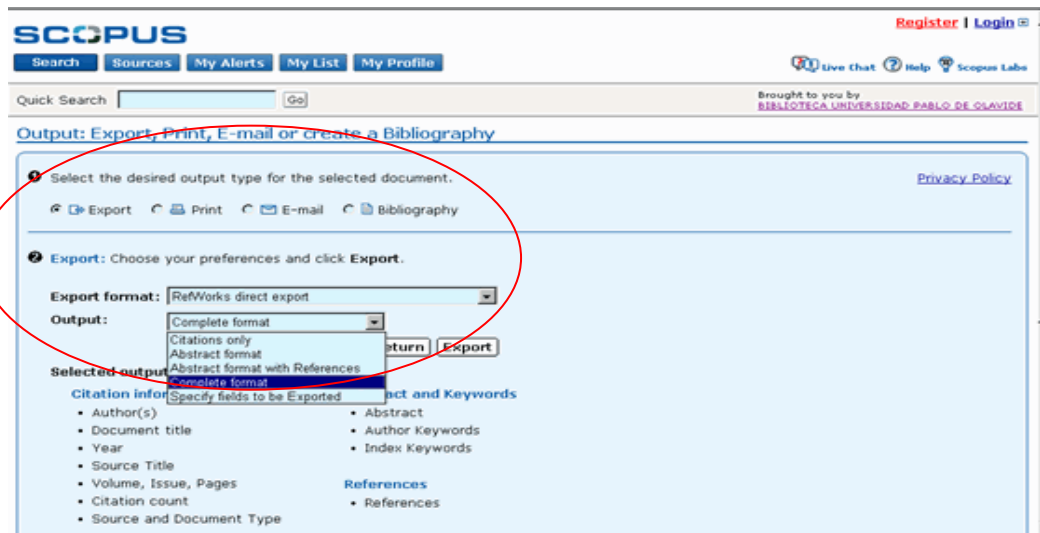 Register | Login
SCOPUS
Search Sources My Alerts My List My Profile
Live Chat Help Scopus Labs
Quick Search Go
Brought to you by
BIBLIOTECA UNIVERSIDAD PABLO DE OLAVIDE
Output: Export, Print, E-mail or create a Bibliography
1 Select the desired output type for the selected document.
Privacy Policy
Export Print E-mail Bibliography
2 Export: Choose your preferences and click Export.
Export format: RefWorks direct export
Output: Complete format
Citations only
Abstract format
Abstract format with References
Complete format
Specify fields to be Exported
eturn Export
Selected output
Citation infor
act and Keywords
• Author(s)
• Abstract
• Document title
• Author Keywords
• Year
• Index Keywords
• Source Title
• Volume, Issue, Pages
References
• Citation count
• References
• Source and Document Type